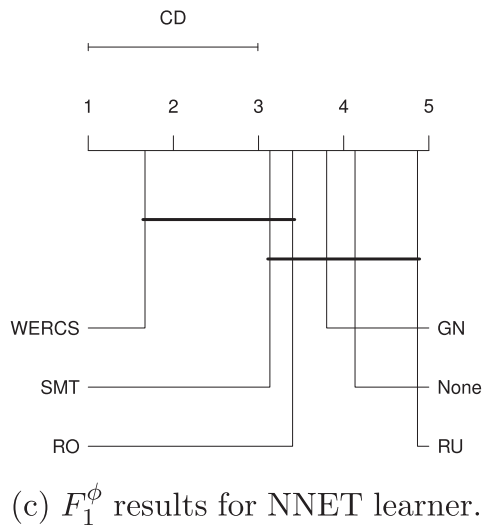 CD
1 2 3 4 5
WERCS GN
SMT None
RO RU
(c) $F_1^{\phi}$ results for NNET learner.